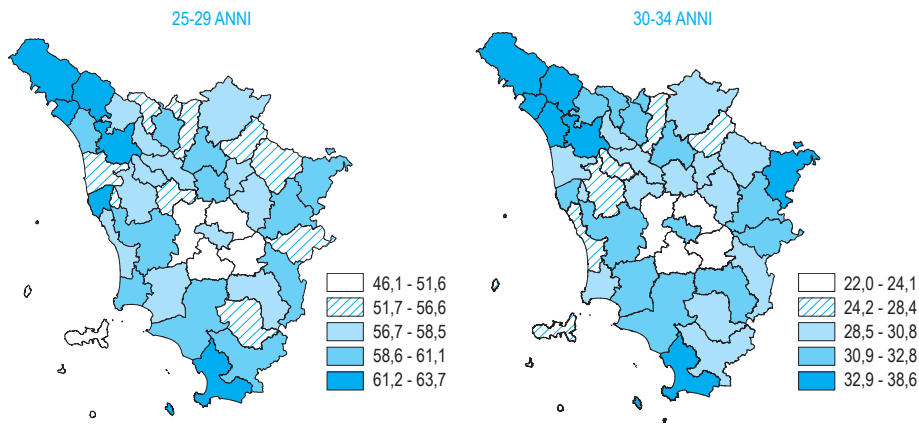 25-29 ANNI
46,1 - 51,6
51,7 - 56,6
56,7 - 58,5
58,6 - 61,1
61,2 - 63,7
30-34 ANNI
22,0 - 24,1
24,2 - 28,4
28,5 - 30,8
30,9 - 32,8
32,9 - 38,6